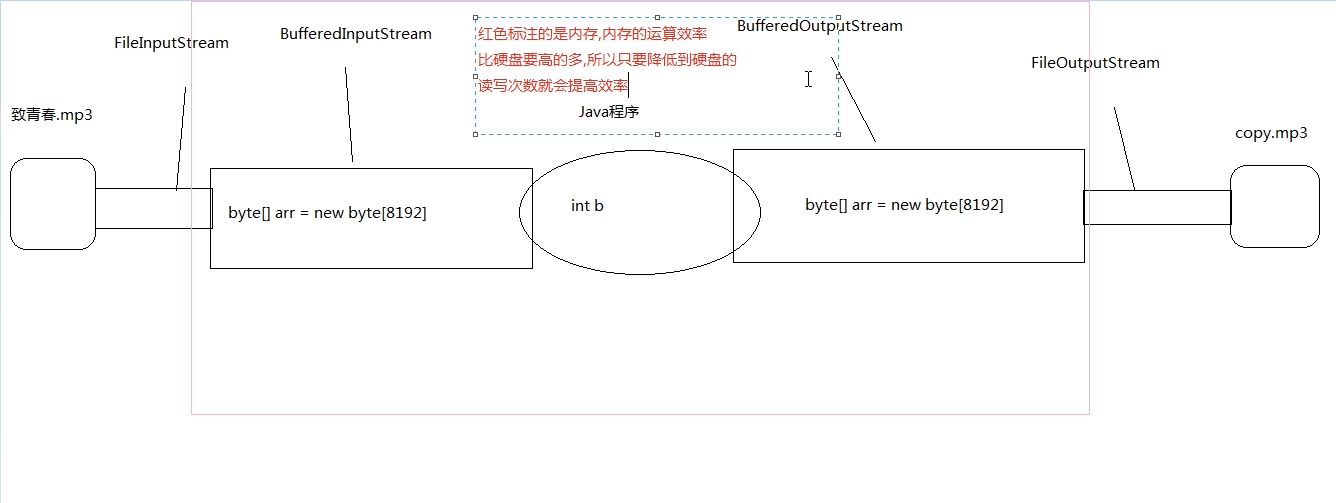 FileInputStream
BufferedInputStream
红色标注的是内存,内存的运算效率
比硬盘要高的多,所以只要降低到硬盘的
读写次数就会提高效率
BufferedOutputStream
FileOutputStream
致青春.mp3
Java程序
copy.mp3
byte[] arr = new byte[8192]
int b
byte[] arr = new byte[8192]